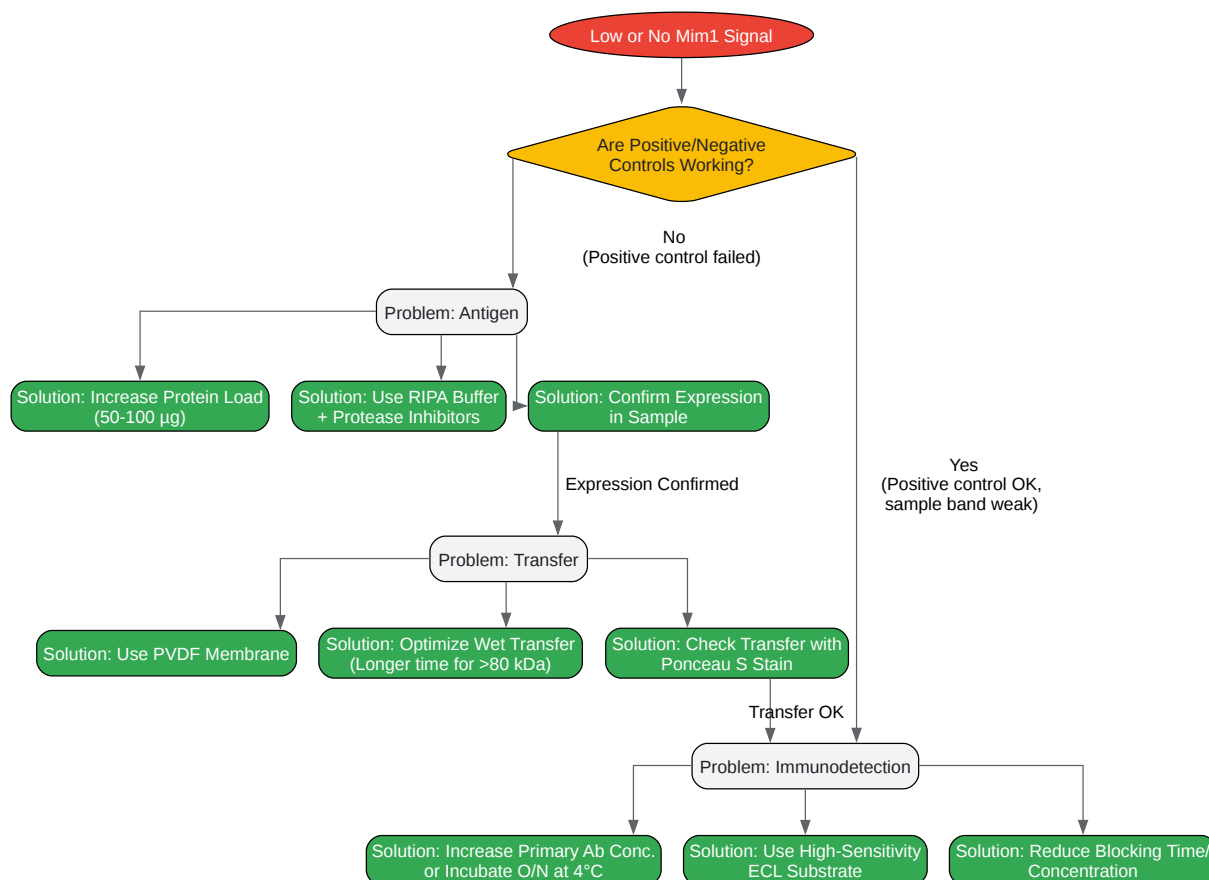 Low or No Mim1 Signal
Are Positive/Negative
Controls Working?
No
(Positive control failed)
Problem: Antigen
Solution: Increase Protein Load
(50-100 µg)
Solution: Use RIPA Buffer
+ Protease Inhibitors
Solution: Confirm Expression
in Sample
Yes
(Positive control OK,
sample band weak)
Expression Confirmed
Problem: Transfer
Solution: Use PVDF Membrane
Solution: Optimize Wet Transfer
(Longer time for >80 kDa)
Solution: Check Transfer with
Ponceau S Stain
Transfer OK
Problem: Immunodetection
Solution: Increase Primary Ab Conc.
or Incubate O/N at 4°C
Solution: Use High-Sensitivity
ECL Substrate
Solution: Reduce Blocking Time/
Concentration